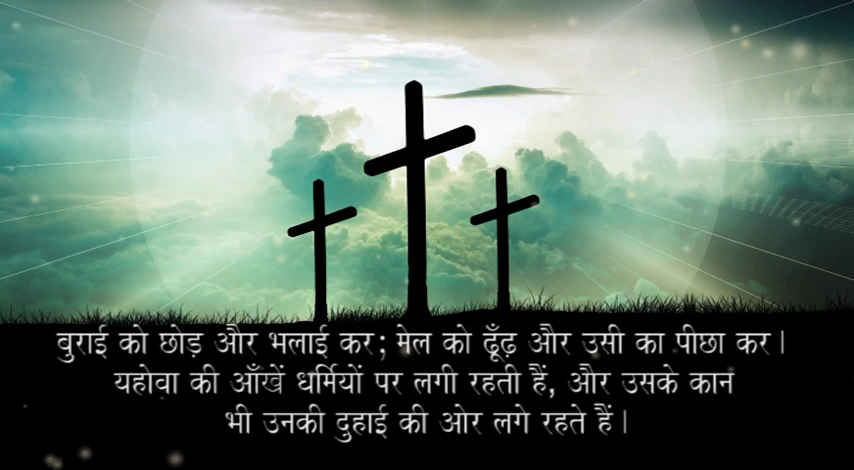 बुराई को छोड़ और भलाई कर; मेल को ढूँढ़ और उसी का पीछा कर।
यहोवा की आँखें धर्मियों पर लगी रहती हैं, और उसके कान
भी उनकी दुहाई की ओर लगे रहते हैं।